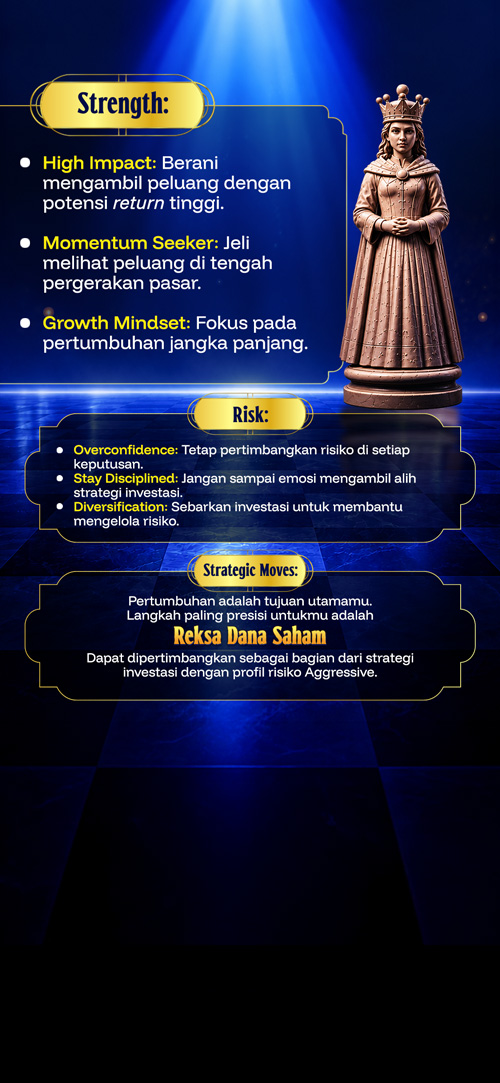 Strength:
High Impact: Berani
mengambil peluang dengan
potensi return tinggi.
Momentum Seeker: Jeli
melihat peluang di tengah
pergerakan pasar.
Growth Mindset: Fokus pada
pertumbuhan jangka panjang.
Risk:
Overconfidence: Tetap pertimbangkan risiko di setiap
keputusan.
Stay Disciplined: Jangan sampai emosi mengambil alih
strategi investasi.
Diversification: Sebarkan investasi untuk membantu
mengelola risiko.
Strategic Moves:
Pertumbuhan adalah tujuan utamamu.
Langkah paling presisi untukmu adalah
Reksa Dana Saham
Dapat dipertimbangkan sebagai bagian dari strategi
investasi dengan profil risiko Aggressive.